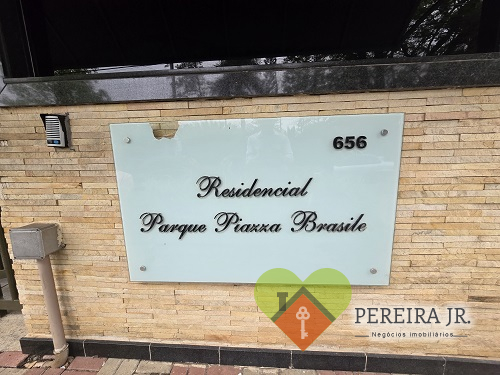 656
Residencial
Parque Piazza Brasile
PEREIRA JR.
Negócios imobiliários